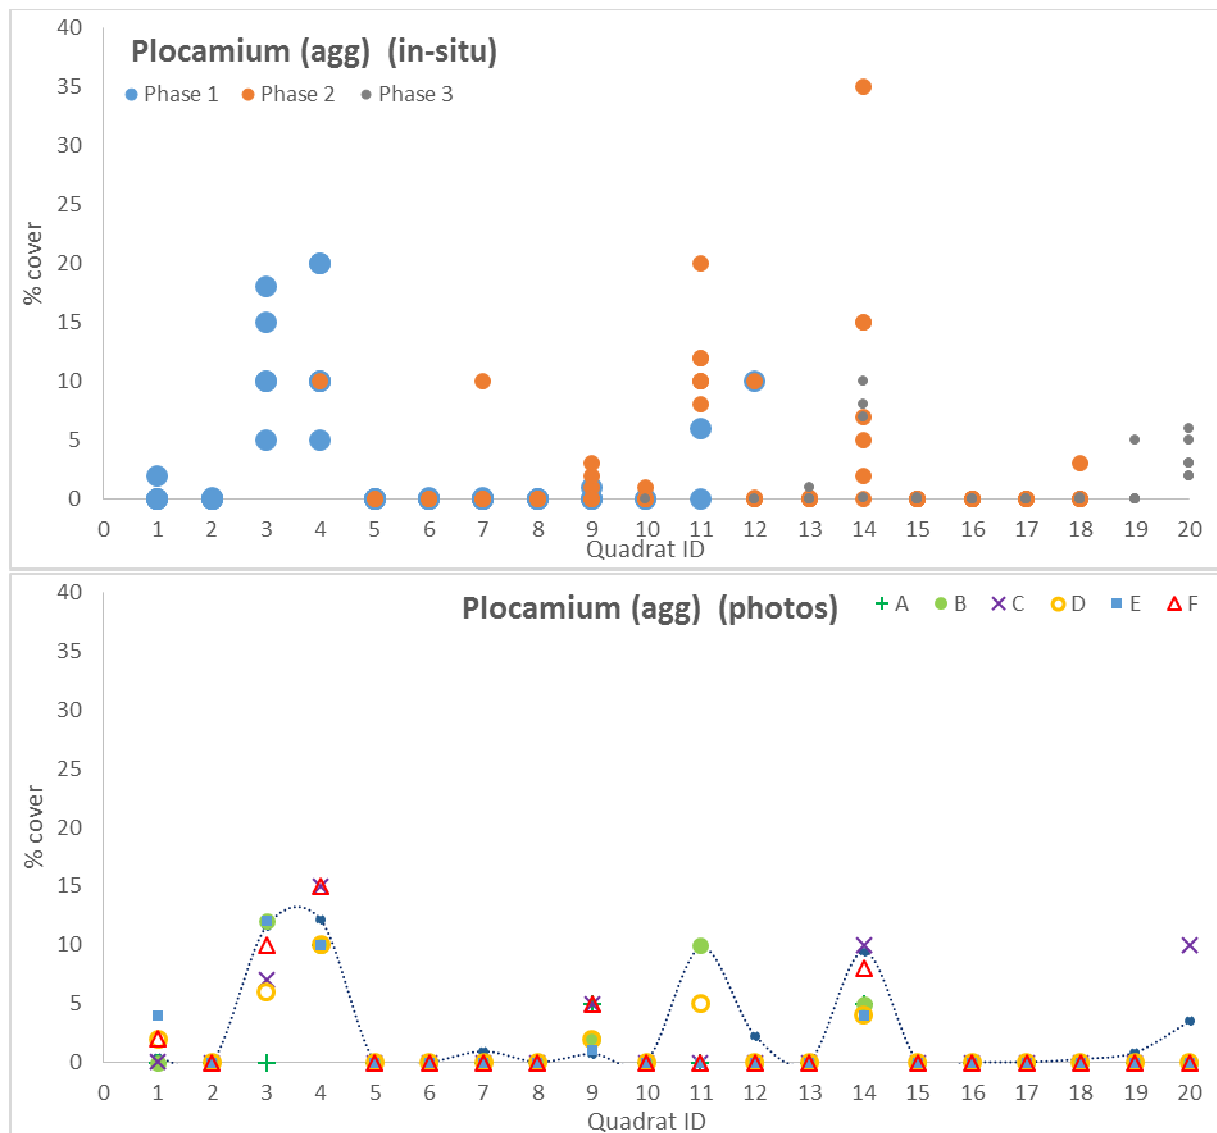 40
Plocamium (agg) (in-situ)
35
Phase 1 Phase 2 Phase 3
30
25
% cover
20
15
10
5
0
0 1 2 3 4 5 6 7 8 9 10 11 12 13 14 15 16 17 18 19 20
Quadrat ID
40
Plocamium (agg) (photos) A B C D E F
35
30
25
% cover
20
15
10
5
0
0 1 2 3 4 5 6 7 8 9 10 11 12 13 14 15 16 17 18 19 20
Quadrat ID